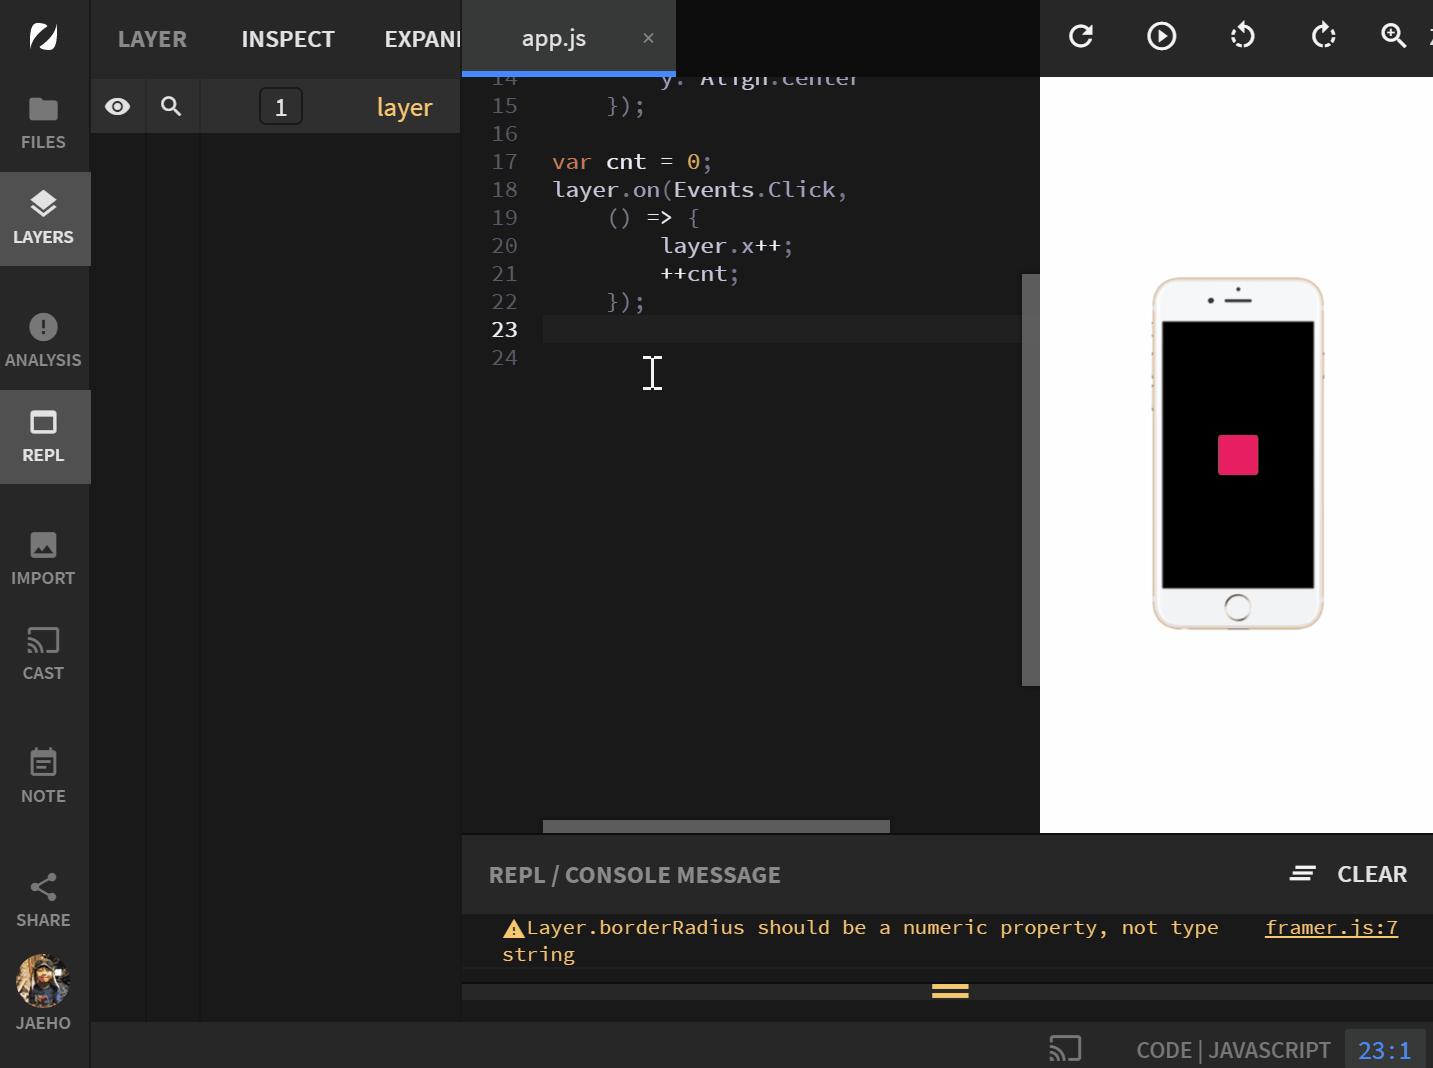 LAYER INSPECT EXPAN
app.js ×
FILES
LAYERS
ANALYSIS
REPL
IMPORT
CAST
NOTE
SHARE
JAEHO
1 layer
14 y: Align.center
15 });
16
17 var cnt = 0;
18 layer.on(Events.Click,
19 () => {
20 layer.x++;
21 ++cnt;
22 });
23
24
REPL / CONSOLE MESSAGE CLEAR
Layer.borderRadius should be a numeric property, not type framer.js:7
string
CODE | JAVASCRIPT 23:1